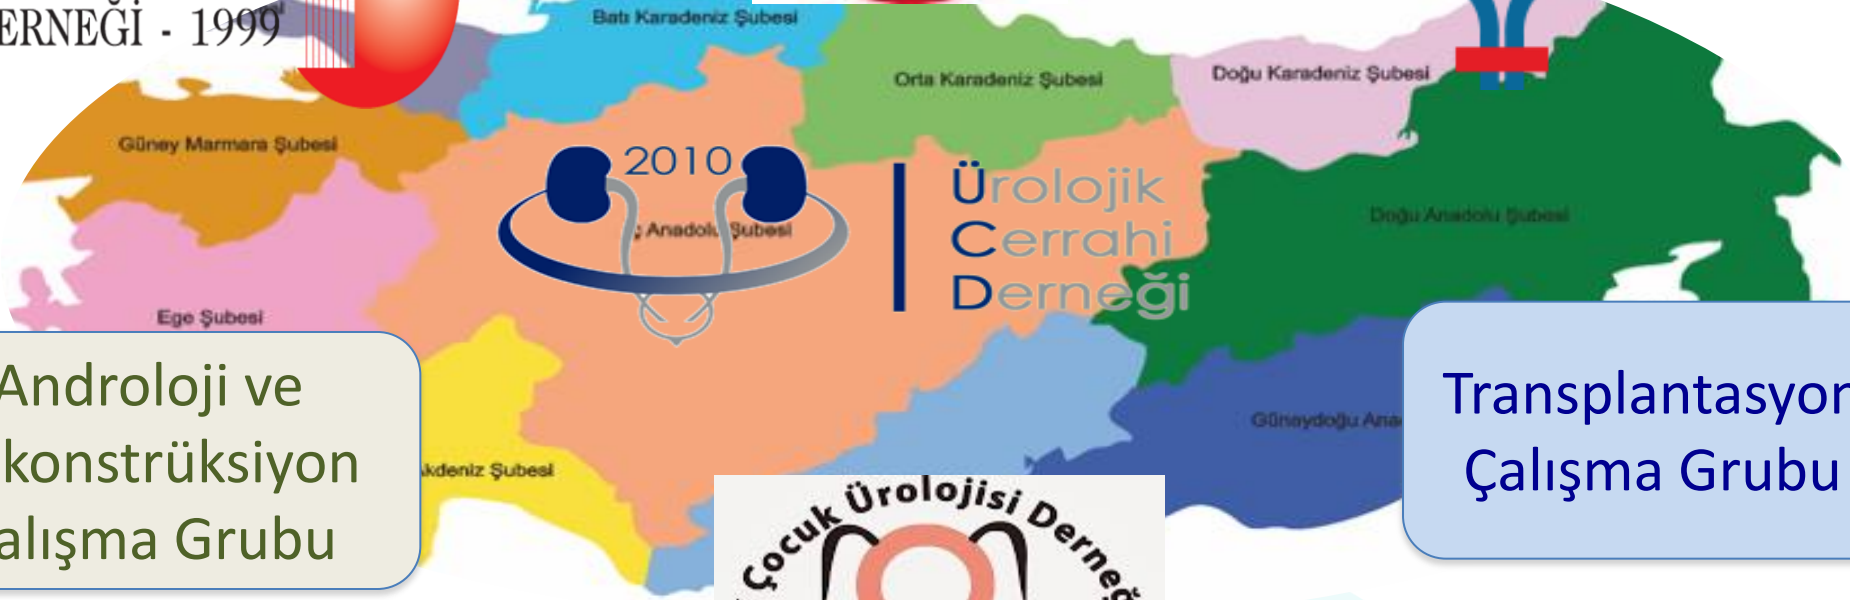 ERNEĞİ - 1999
Batı Karadeniz Şubesi
Orta Karadeniz Şubesi
Doğu Karadeniz Şubesi
Güney Marmara Şubesi
2010
Ürolojik
Cerrahi
Derneği
Anadolu Şubesi
Doğu Anadolu Şubesi
Ege Şubesi
Androloji ve
konstrüksiyon
alışma Grubu
kdeniz Şubesi
Günaydoğu Ana
Transplantasyon
Çalışma Grubu
Çocuk Ürolojisi Derneğ